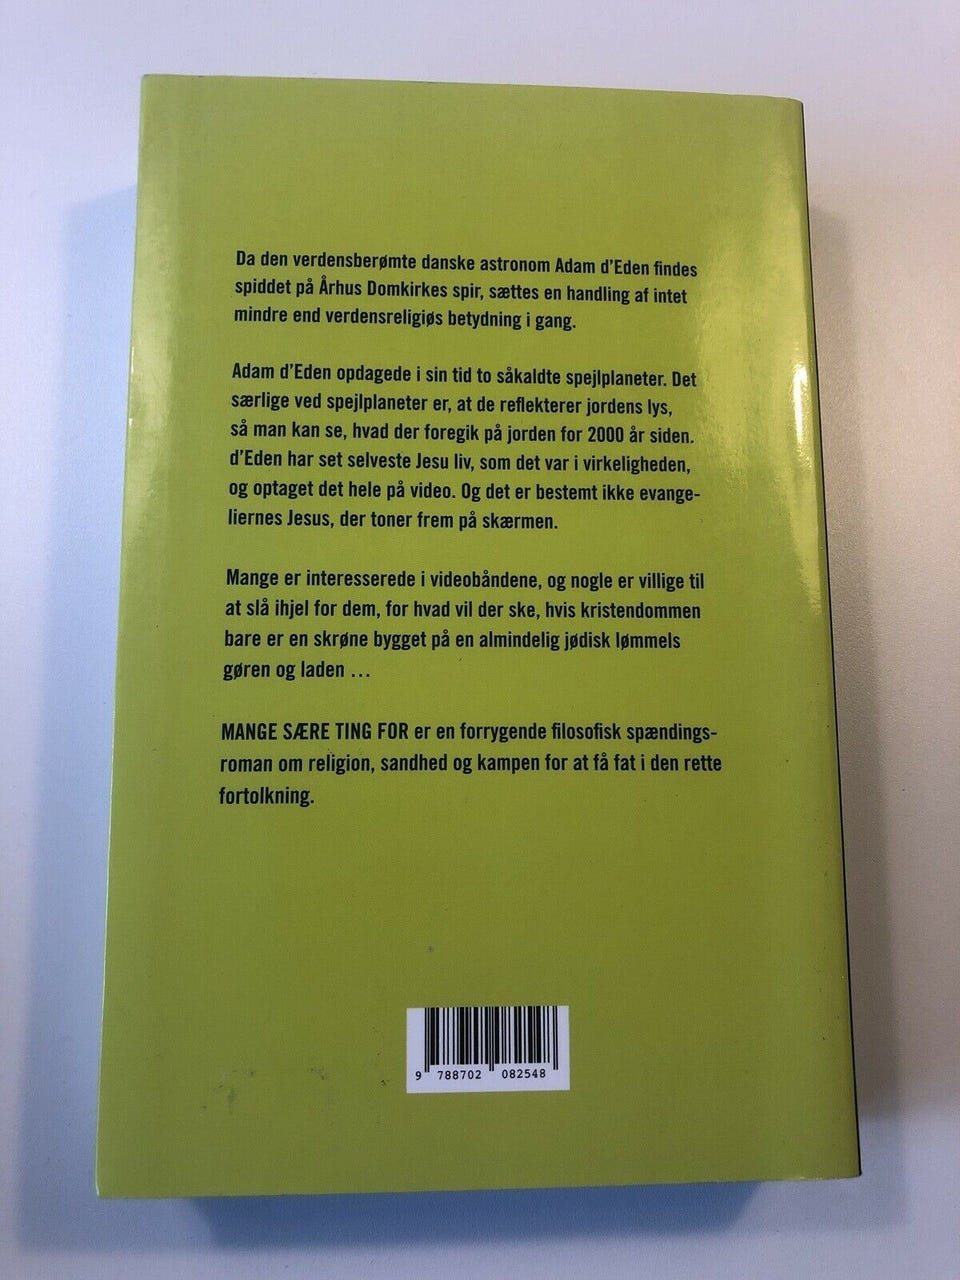 Da den verdensberømte danske astronom Adam d'Eden findes
spiddet på Århus Domkirkes spir, sættes en handling af intet
mindre end verdensreligiøs betydning i gang.
Adam d'Eden opdagede i sin tid to såkaldte spejlplaneter. Det
særlige ved spejlplaneter er, at de reflekterer jordens lys,
så man kan se, hvad der foregik på jorden for 2000 år siden.
d'Eden har set selveste Jesu liv, som det var i virkeligheden,
og optaget det hele på video. Og det er bestemt ikke evange-
liernes Jesus, der toner frem på skærmen.
Mange er interesserede i videobåndene, og nogle er villige til
at slå ihjel for dem, for hvad vil der ske, hvis kristendommen
bare er en skrøne bygget på en almindelig jødisk lømmels
gøren og laden ...
MANGE SÆRE TING FOR er en forrygende filosofisk spændings-
roman om religion, sandhed og kampen for at få fat i den rette
fortolkning.
9 788702 082548